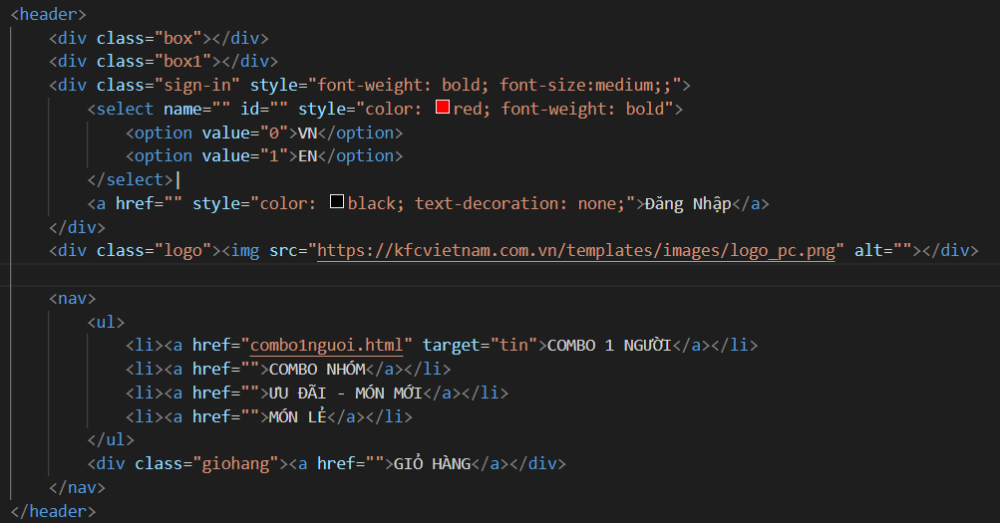 <header>
<div class="box"></div>
<div class="box1"></div>
<div class="sign-in" style="font-weight: bold; font-size:medium;;">
<select name="" id="" style="color: red; font-weight: bold">
<option value="0">VN</option>
<option value="1">EN</option>
</select>
<a href="" style="color: black; text-decoration: none;">Đăng Nhập</a>
</div>
<div class="logo"><img src="https://kfcvietnam.com.vn/templates/images/logo_pc.png" alt=""></div>
<nav>
<ul>
<li><a href="combo1nguoi.html" target="tin">COMBO 1 NGƯỜI</a></li>
<li><a href="">COMBO NHÓM</a></li>
<li><a href="">ƯU ĐÃI - MÓN MỚI</a></li>
<li><a href="">MÓN LẺ</a></li>
</ul>
<div class="giohang"><a href="">GIỎ HÀNG</a></div>
</nav>
</header>